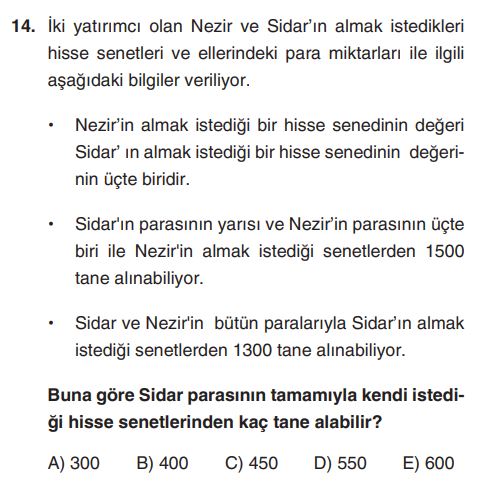 14. İki yatırımcı olan Nezir ve Sidar'ın almak istedikleri
hisse senetleri ve ellerindeki para miktarları ile ilgili
aşağıdaki bilgiler veriliyor.
• Nezir'in almak istediği bir hisse senedinin değeri
Sidar' ın almak istediği bir hisse senedinin değeri-
nin üçte biridir.
• Sidar'ın parasının yarısı ve Nezir'in parasının üçte
biri ile Nezir'in almak istediği senetlerden 1500
tane alınabiliyor.
• Sidar ve Nezir'in bütün paralarıyla Sidar'ın almak
istediği senetlerden 1300 tane alınabiliyor.
Buna göre Sidar parasının tamamıyla kendi istedi-
ği hisse senetlerinden kaç tane alabilir?
A) 300 B) 400 C) 450 D) 550 E) 600